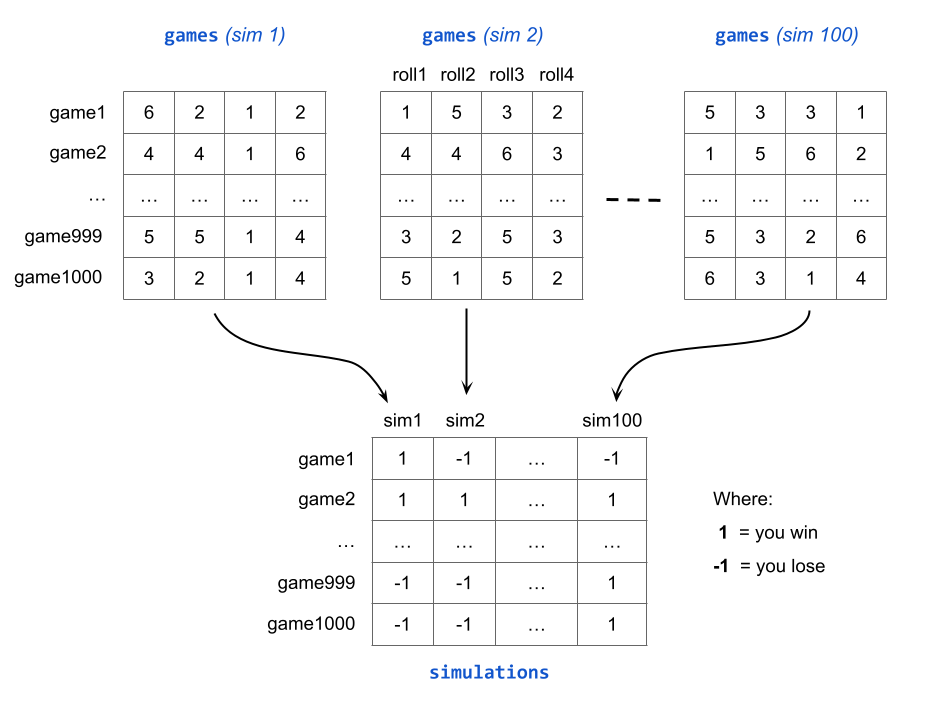 games (sim 1) games (sim 2) games (sim 100)
roll1 roll2 roll3 roll4
game1 6 2 1 2 1 5 3 2 5 3 3 1
game2 4 4 1 6 4 4 6 3 1 5 6 2
... ... ... ... ... ... ... ... ... ... ... ... ...
game999 5 5 1 4 3 2 5 3 5 3 2 6
game1000 3 2 1 4 5 1 5 2 6 3 1 4
sim1 sim2 sim100
game1 1 -1 ... -1
game2 1 1 ... 1
Where:
1 = you win
... ... ... ... ...
-1 = you lose
game999 -1 -1 ... 1
game1000 -1 -1 ... 1
simulations